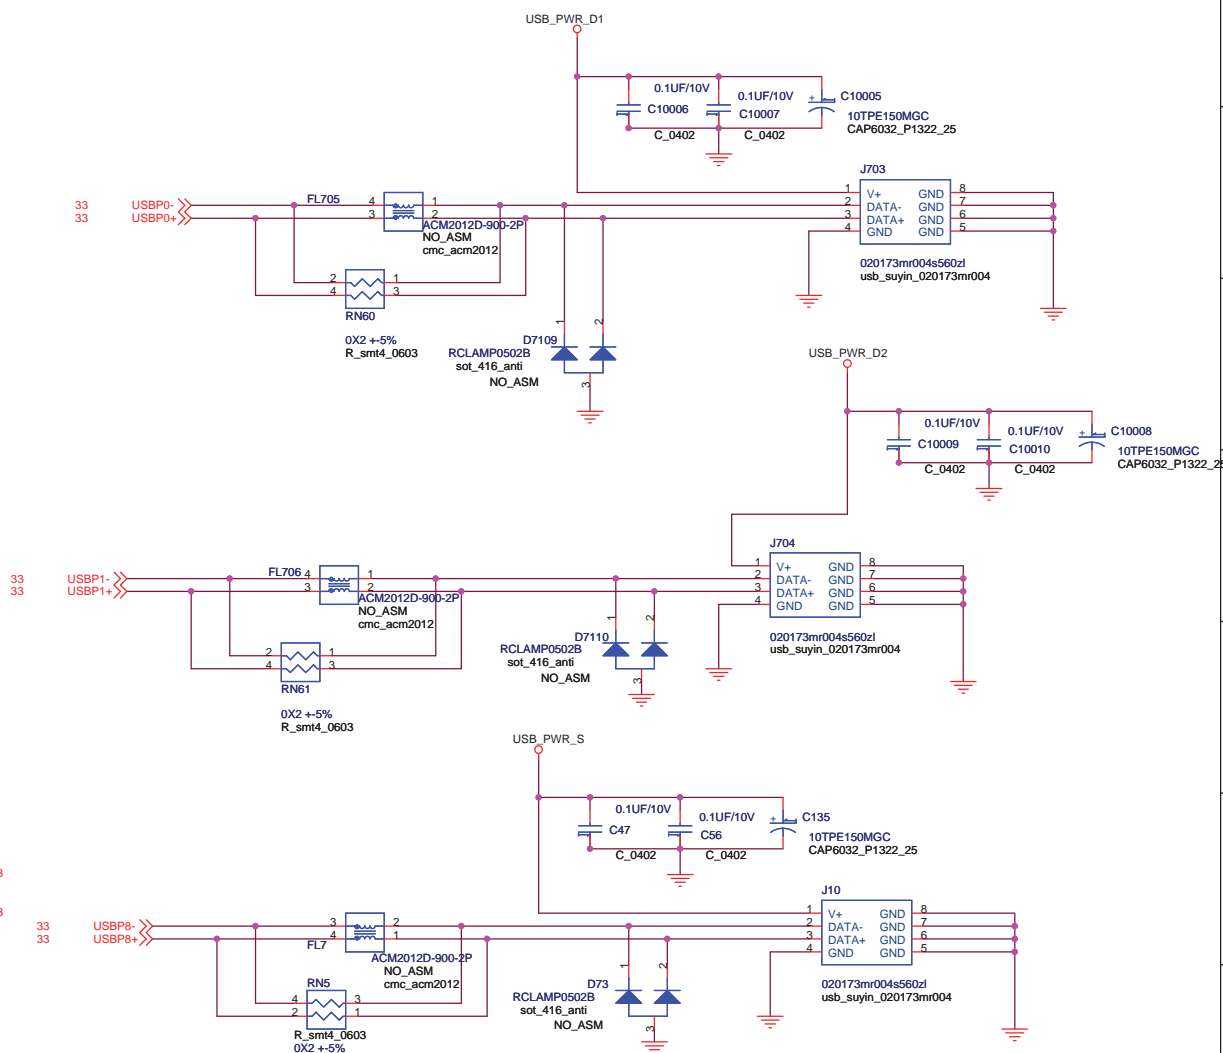 USB_PWR_D1
0.1UF/10V
C10006
C_0402
0.1UF/10V
C10007
C_0402
+
C10005
10TPE150MGC
CAP6032_P1322_25
J703
1 V+ GND 8
2 DATA- GND 7
3 DATA+ GND 6
4 GND GND 5
020173mr004s560zl
usb_suyin_020173mr004
33 USBP0-
33 USBP0+
FL705
4 1
3 2
ACM2012D-900-2P
NO_ASM
cmc_acm2012
2 1
4 3
RN60
0X2 +-5%
R_smt4_0603
1 2
D7109
RCLAMP0502B
sot_416_anti
NO_ASM
3
USB_PWR_D2
0.1UF/10V
C10009
C_0402
0.1UF/10V
C10010
C_0402
+
C10008
10TPE150MGC
CAP6032_P1322_25
J704
1 V+ GND 8
2 DATA- GND 7
3 DATA+ GND 6
4 GND GND 5
020173mr004s560zl
usb_suyin_020173mr004
33 USBP1-
33 USBP1+
FL706
4 1
3 2
ACM2012D-900-2P
NO_ASM
cmc_acm2012
2 1
4 3
RN61
0X2 +-5%
R_smt4_0603
1 2
D7110
RCLAMP0502B
sot_416_anti
NO_ASM
3
USB_PWR_S
0.1UF/10V
C47
C_0402
0.1UF/10V
C56
C_0402
+
C135
10TPE150MGC
CAP6032_P1322_25
J10
1 V+ GND 8
2 DATA- GND 7
3 DATA+ GND 6
4 GND GND 5
020173mr004s560zl
usb_suyin_020173mr004
33 USBP8-
33 USBP8+
3 2
4 1
FL7
ACM2012D-900-2P
NO_ASM
cmc_acm2012
RN5
4 3
2 1
R_smt4_0603
0X2 +-5%
1 2
D73
RCLAMP0502B
sot_416_anti
NO_ASM
3